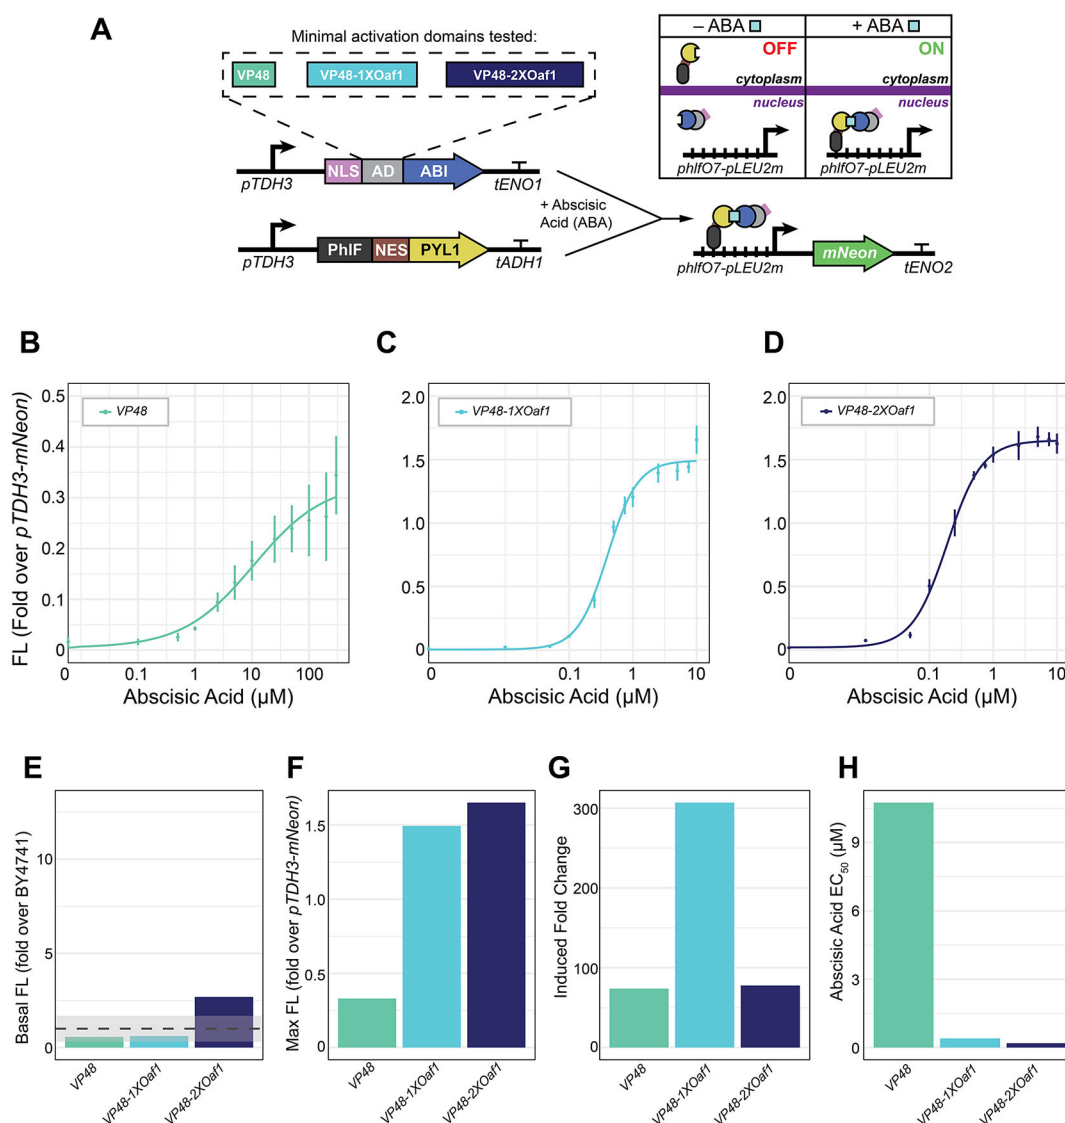 A
Minimal activation domains tested:
VP48
VP48-1XOaf1
VP48-2XOaf1
– ABA
+ ABA
OFF
ON
cytoplasm
cytoplasm
nucleus
nucleus
phlfO7-pLEU2m
phlfO7-pLEU2m
NLS
AD
ABI
pTDH3
tENO1
+ Abscisic
Acid (ABA)
PhlF
NES
PYL1
pTDH3
tADH1
mNeon
phlfO7-pLEU2m
tENO2
B
FL (Fold over pTDH3-mNeon)
VP48
0.5
0.4
0.3
0.2
0.1
0
0 0.1 1 10 100
Abscisic Acid (µM)
C
VP48-1XOaf1
2.0
1.5
1.0
0.5
0
0 0.1 1 10
Abscisic Acid (µM)
D
VP48-2XOaf1
2.0
1.5
1.0
0.5
0
0 0.1 1 10
Abscisic Acid (µM)
E
Basal FL (fold over BY4741)
10
5
0
VP48
VP48-1XOaf1
VP48-2XOaf1
F
Max FL (fold over pTDH3-mNeon)
1.5
1.0
0.5
0
VP48
VP48-1XOaf1
VP48-2XOaf1
G
Induced Fold Change
300
200
100
0
VP48
VP48-1XOaf1
VP48-2XOaf1
H
Abscisic Acid EC50 (µM)
9
6
3
0
VP48
VP48-1XOaf1
VP48-2XOaf1